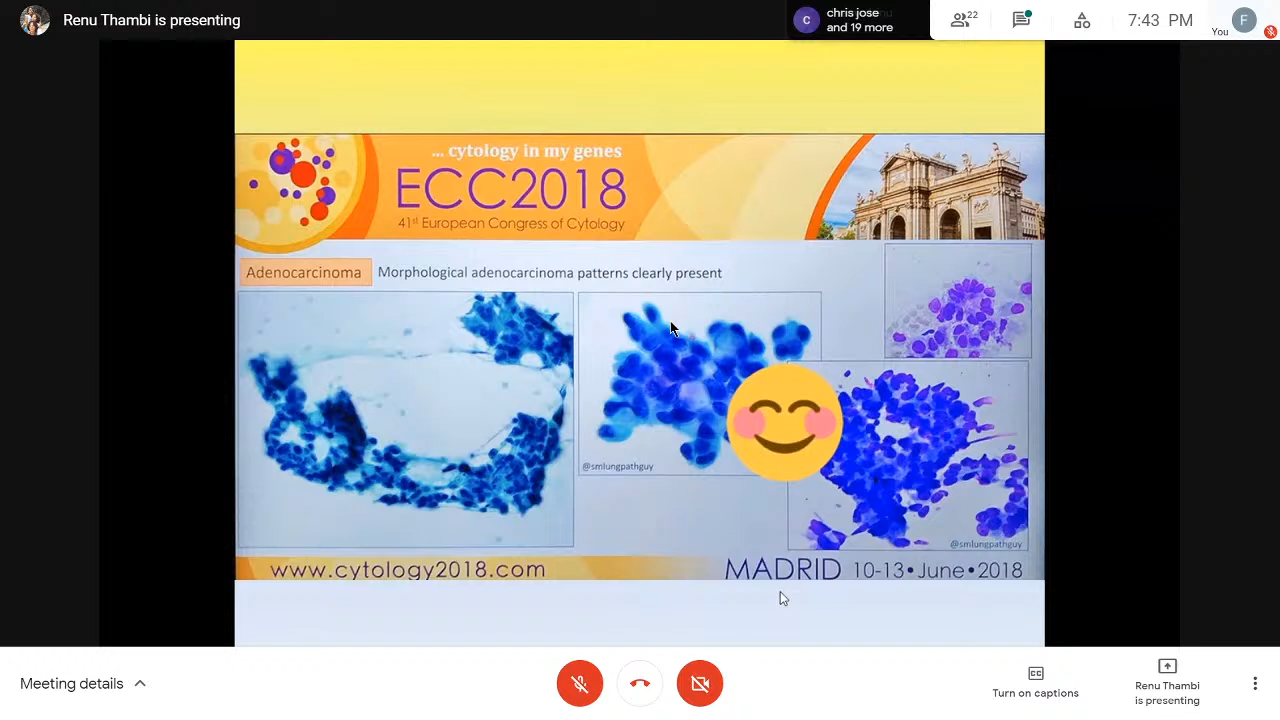 Renu Thambi is presenting
chris jose
and 19 more
22
7:43 PM
You
F
C
... cytology in my genes
ECC2018
41st European Congress of Cytology
Adenocarcinoma
Morphological adenocarcinoma patterns clearly present
@smlungpathguy
@smlungpathguy
www.cytology2018.com
MADRID 10-13•June•2018
Meeting details
CC
Turn on captions
Renu Thambi
is presenting